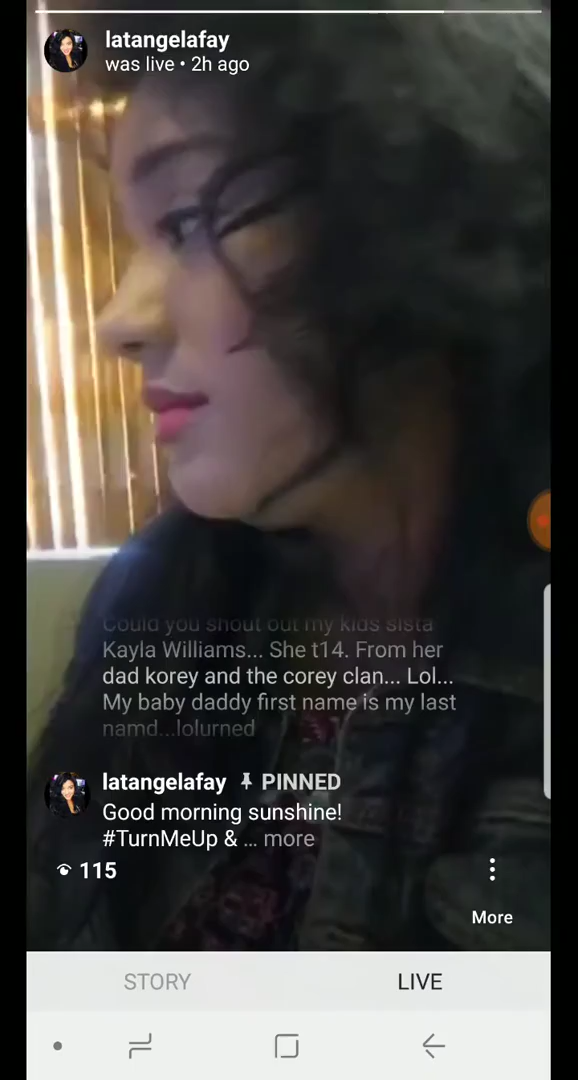 latangelafay
was live • 2h ago
Could you shout out my kids sista
Kayla Williams... She t14. From her
dad korey and the corey clan... Lol...
My baby daddy first name is my last
namd...lolurned
latangelafay PINNED
Good morning sunshine!
#TurnMeUp & ... more
115
More
STORY
LIVE